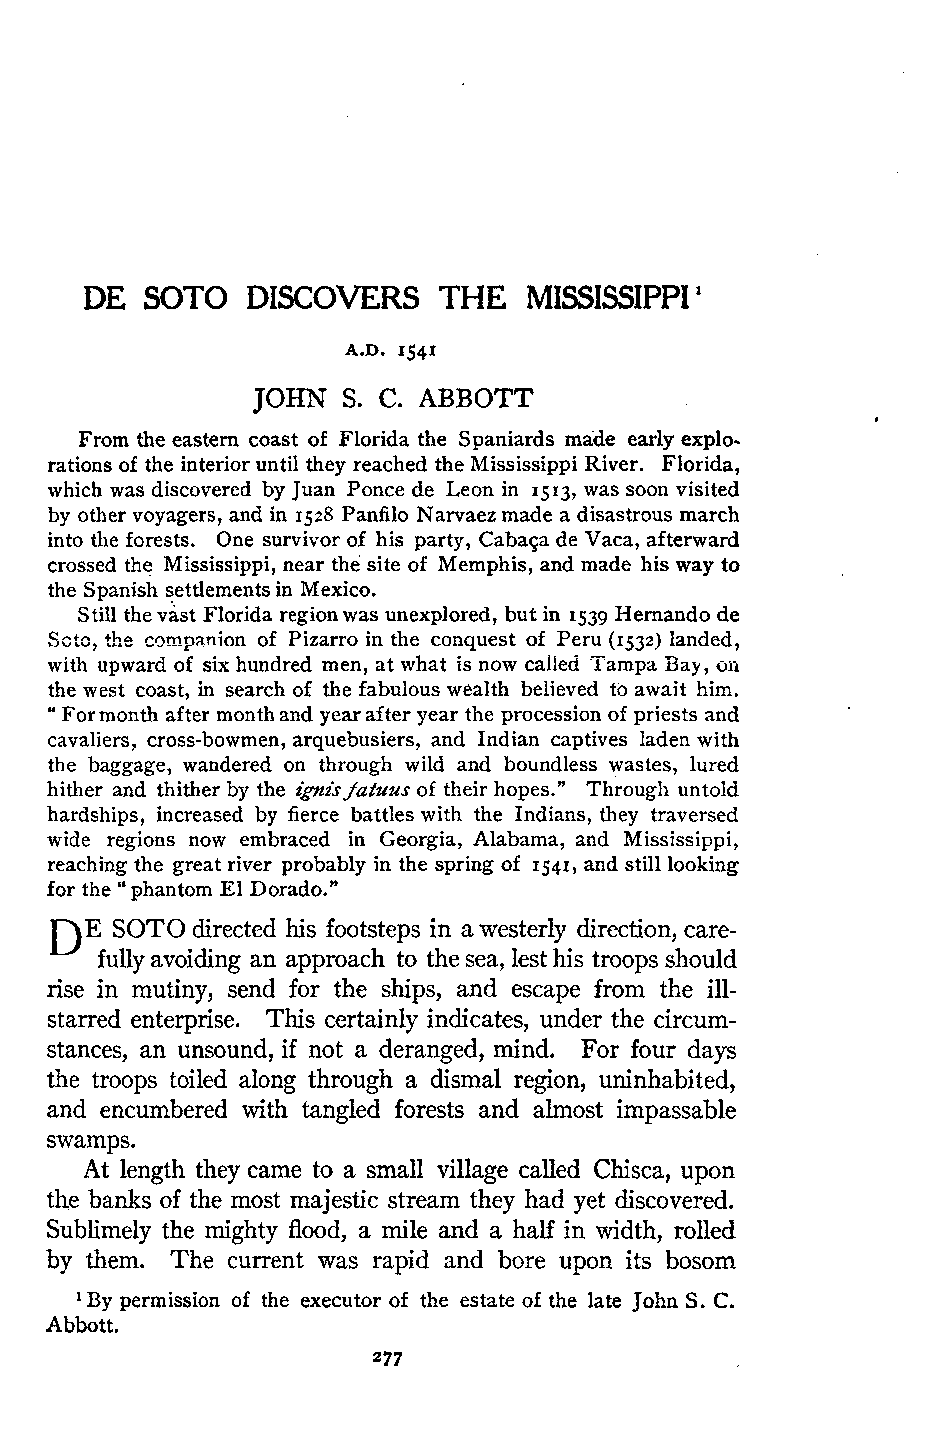 DE SOTO DISCOVERS THE MISSISSIPPI¹
A.D. 1541
JOHN S. C. ABBOTT
From the eastern coast of Florida the Spaniards made early explo-
rations of the interior until they reached the Mississippi River. Florida,
which was discovered by Juan Ponce de Leon in 1513, was soon visited
by other voyagers, and in 1528 Panfilo Narvaez made a disastrous march
into the forests. One survivor of his party, Cabaça de Vaca, afterward
crossed the Mississippi, near the site of Memphis, and made his way to
the Spanish settlements in Mexico.
Still the vast Florida region was unexplored, but in 1539 Hernando de
Soto, the companion of Pizarro in the conquest of Peru (1532) landed,
with upward of six hundred men, at what is now called Tampa Bay, on
the west coast, in search of the fabulous wealth believed to await him.
"For month after month and year after year the procession of priests and
cavaliers, cross-bowmen, arquebusiers, and Indian captives laden with
the baggage, wandered on through wild and boundless wastes, lured
hither and thither by the ignis fatuus of their hopes." Through untold
hardships, increased by fierce battles with the Indians, they traversed
wide regions now embraced in Georgia, Alabama, and Mississippi,
reaching the great river probably in the spring of 1541, and still looking
for the "phantom El Dorado."
DE SOTO directed his footsteps in a westerly direction, care-
fully avoiding an approach to the sea, lest his troops should
rise in mutiny, send for the ships, and escape from the ill-
starred enterprise. This certainly indicates, under the circum-
stances, an unsound, if not a deranged, mind. For four days
the troops toiled along through a dismal region, uninhabited,
and encumbered with tangled forests and almost impassable
swamps.
At length they came to a small village called Chisca, upon
the banks of the most majestic stream they had yet discovered.
Sublimely the mighty flood, a mile and a half in width, rolled
by them. The current was rapid and bore upon its bosom
¹ By permission of the executor of the estate of the late John S. C.
Abbott.
277